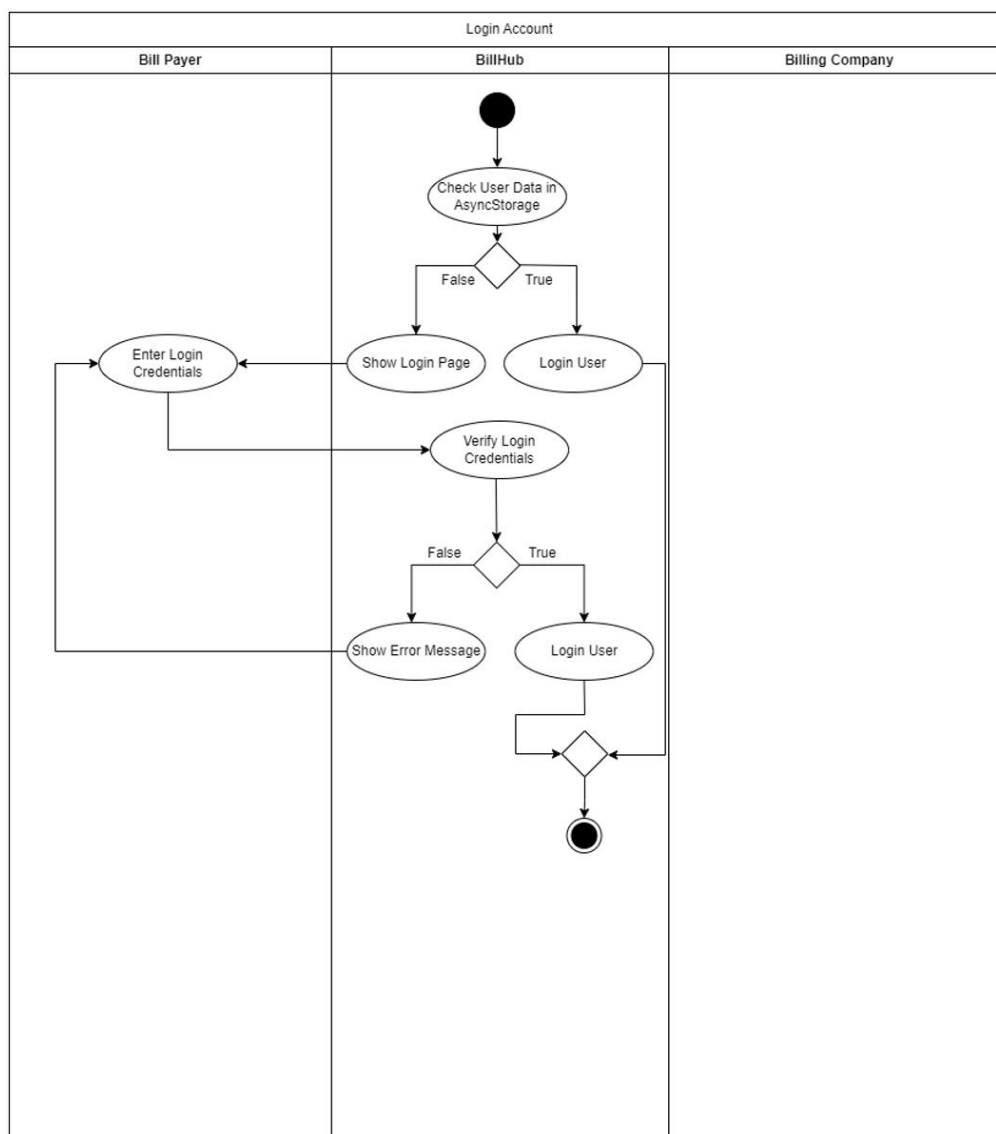 Login Account
Bill Payer
BillHub
Billing Company
Check User Data in
AsyncStorage
False
True
Enter Login
Credentials
Show Login Page
Login User
Verify Login
Credentials
False
True
Show Error Message
Login User